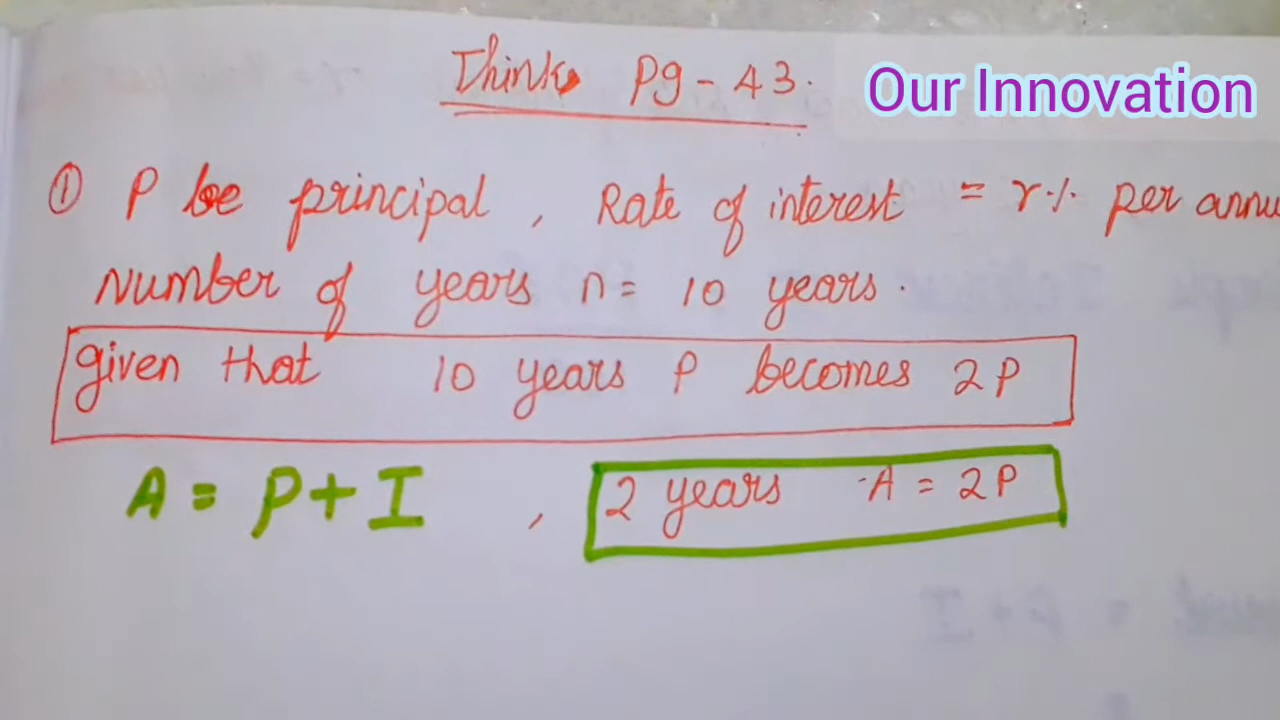 Think Pg - 43.
Our Innovation
① P be principal, Rate of interest = r% per annu
Number of years n = 10 years.
given that 10 years P becomes 2P
A = P + I , 2 years A = 2P